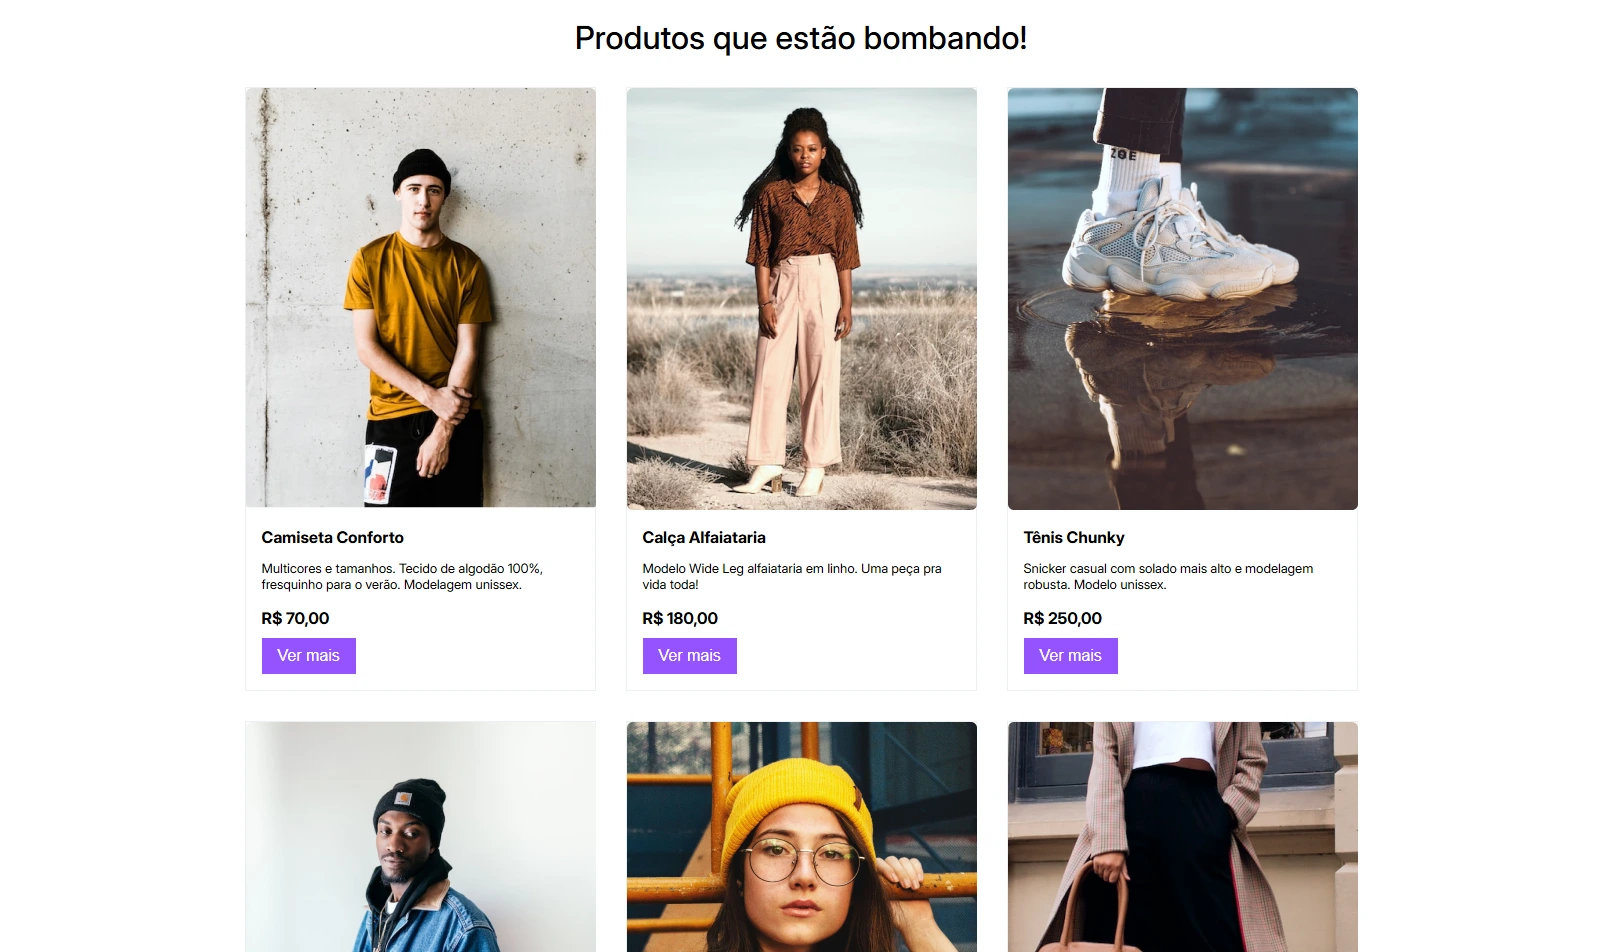 Produtos que estão bombando!
ZOE
Camiseta Conforto
Multicores e tamanhos. Tecido de algodão 100%,
fresquinho para o verão. Modelagem unissex.
R$ 70,00
Ver mais
Calça Alfaiataria
Modelo Wide Leg alfaiataria em linho. Uma peça pra
vida toda!
R$ 180,00
Ver mais
Tênis Chunky
Snicker casual com solado mais alto e modelagem
robusta. Modelo unissex.
R$ 250,00
Ver mais